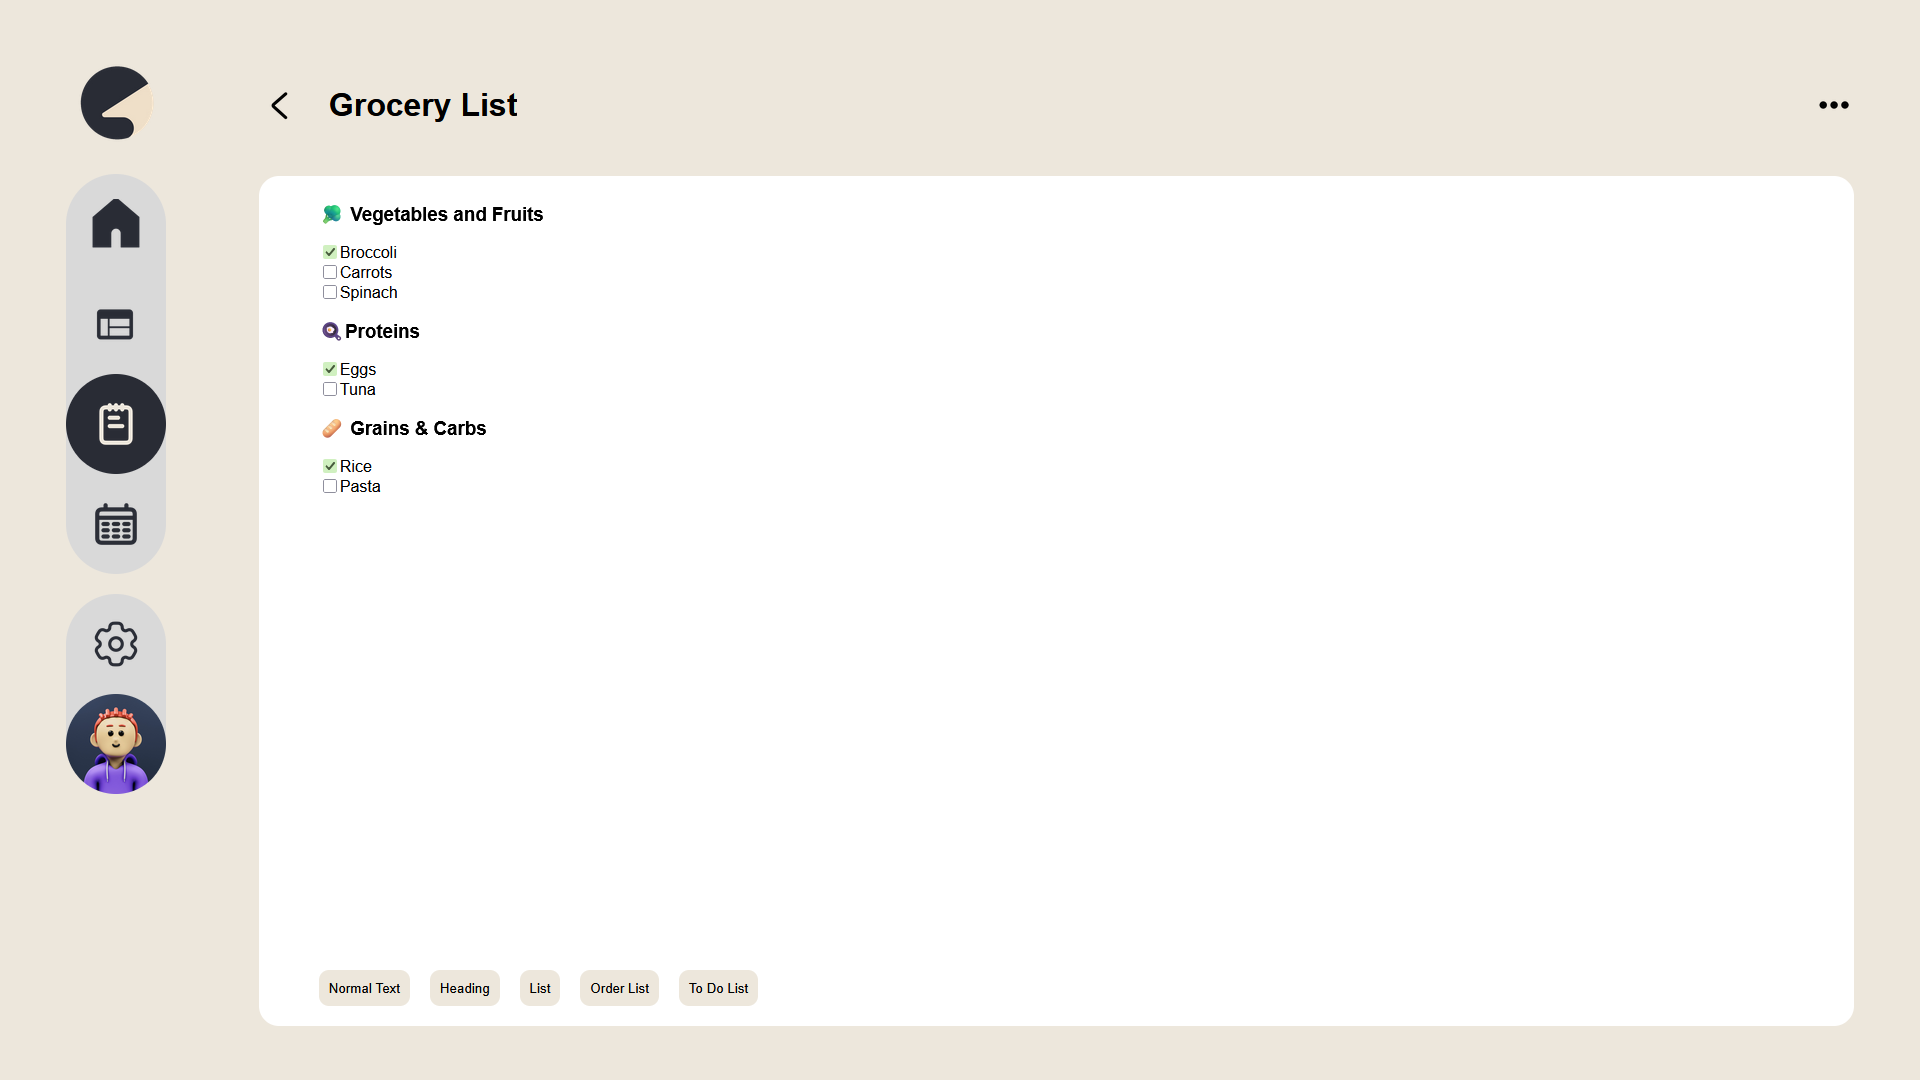 Grocery List
🥦 Vegetables and Fruits
Broccoli
Carrots
Spinach
🍳 Proteins
Eggs
Tuna
🥖 Grains & Carbs
Rice
Pasta
Normal Text Heading List Order List To Do List